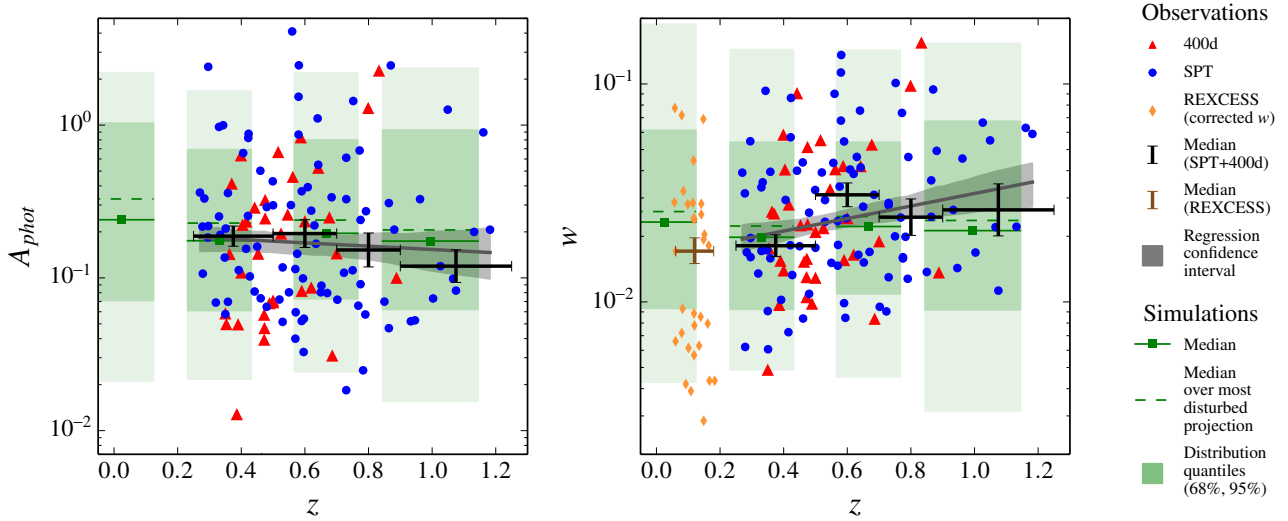 10⁰
10⁻¹
10⁻²
A_phot
0.0 0.2 0.4 0.6 0.8 1.0 1.2
z
10⁻¹
10⁻²
w
0.0 0.2 0.4 0.6 0.8 1.0 1.2
z
Observations
400d
SPT
REXCESS
(corrected w)
Median
(SPT+400d)
Median
(REXCESS)
Regression
confidence
interval
Simulations
Median
Median
over most
disturbed
projection
Distribution
quantiles
(68%, 95%)